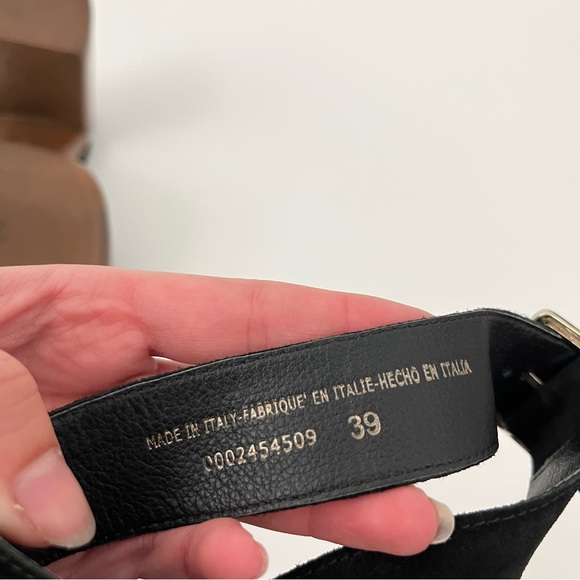 MADE IN ITALY-FABRIQUE' EN ITALIE-HECHO EN ITALIA
0002454509 39